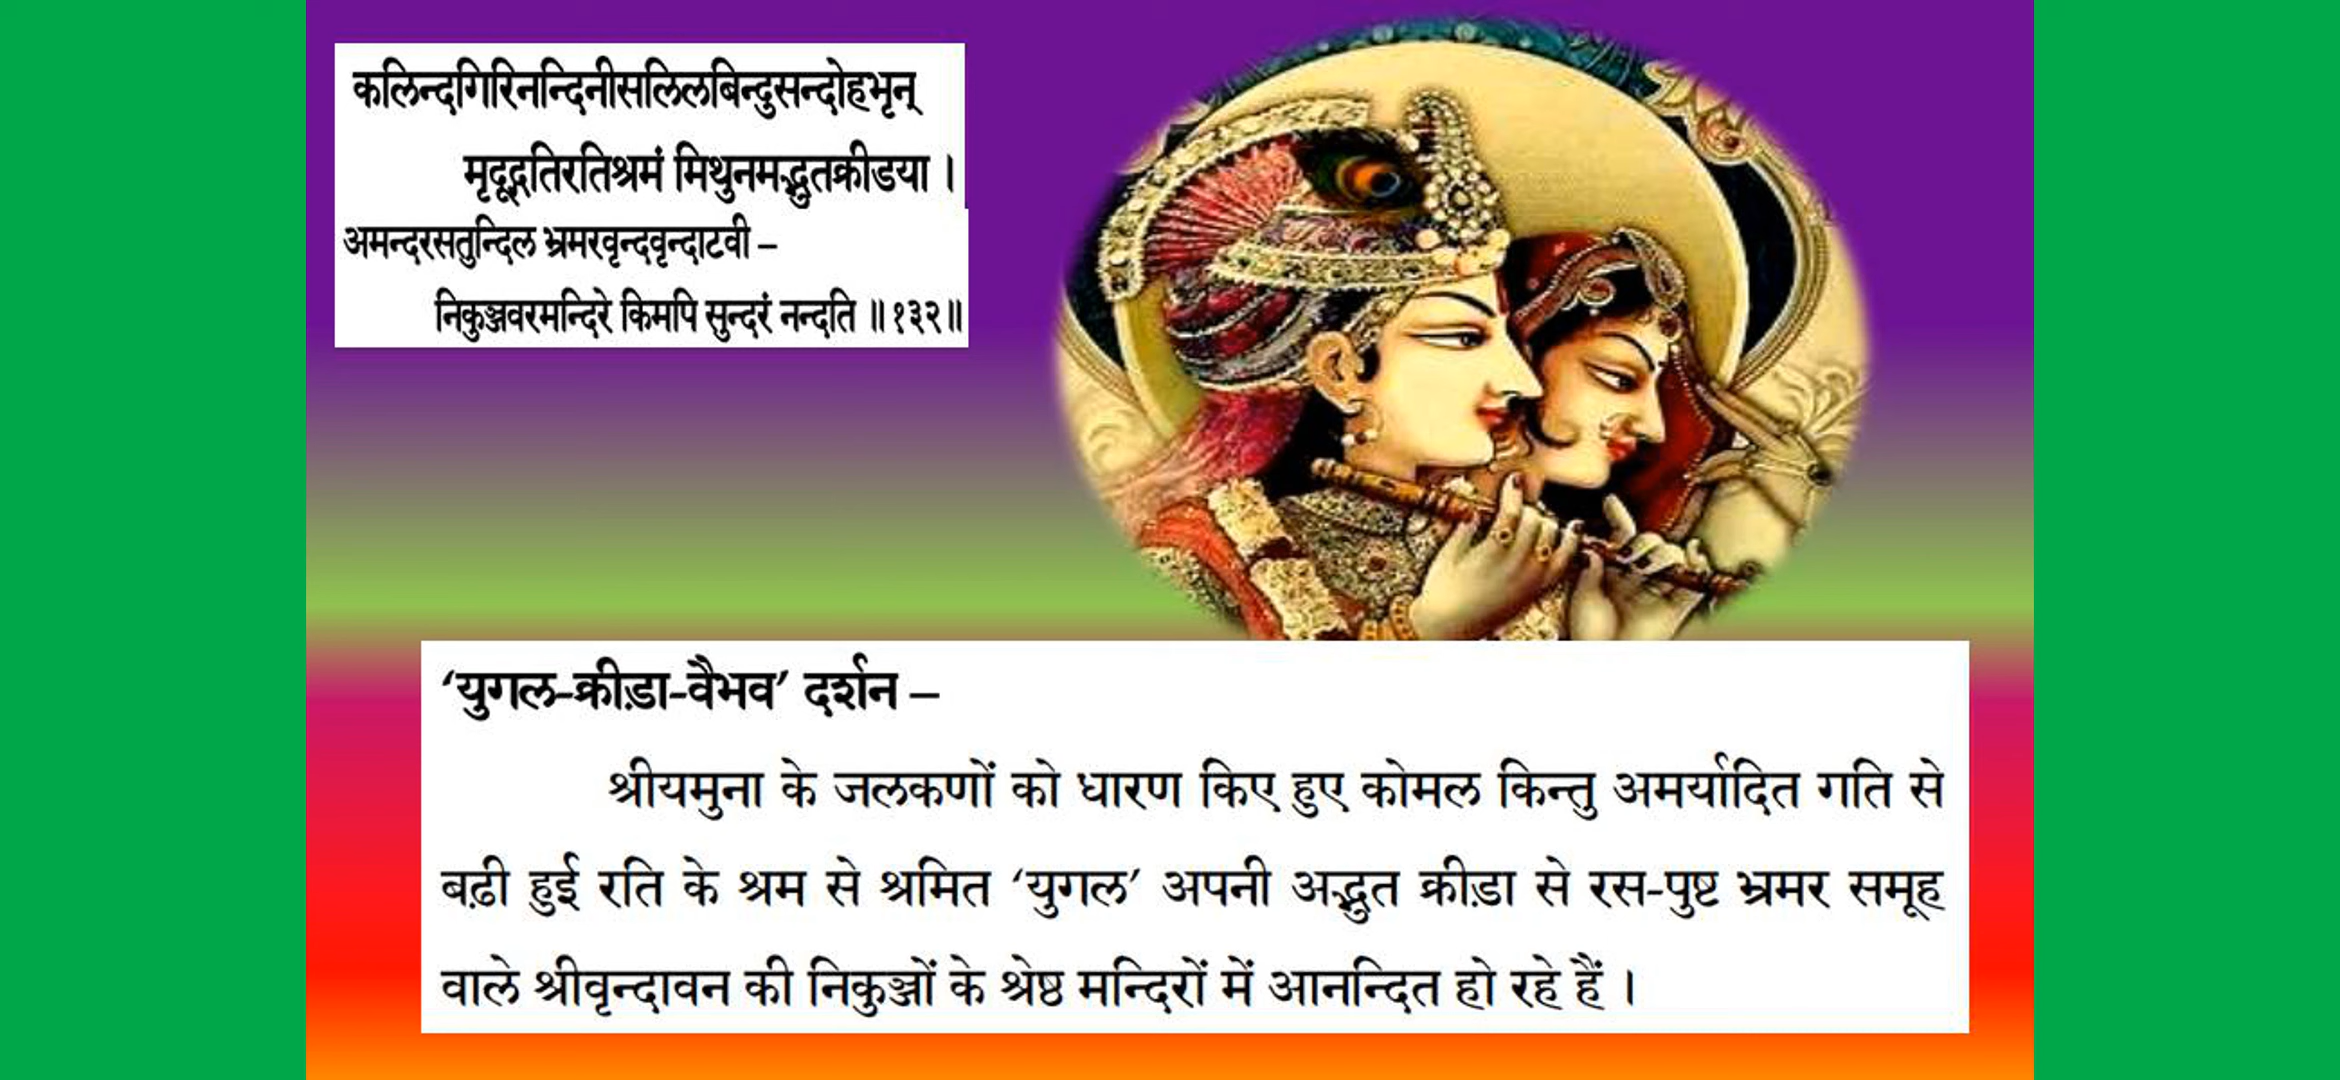 कलिन्दगिरिनन्दिनीसलिलबिन्दुसन्दोहभृन्
मृदूद्गतिरतिश्रमं मिथुनमद्भुतक्रीडया ।
अमन्दरसतुन्दिल भ्रमरवृन्दवृन्दाटवी –
निकुञ्जवरमन्दिरे किमपि सुन्दरं नन्दति ॥१३२॥
‘युगल-क्रीड़ा-वैभव’ दर्शन –
श्रीयमुना के जलकणों को धारण किए हुए कोमल किन्तु अमर्यादित गति से
बढ़ी हुई रति के श्रम से श्रमित ‘युगल’ अपनी अद्भुत क्रीड़ा से रस-पुष्ट भ्रमर समूह
वाले श्रीवृन्दावन की निकुञ्जों के श्रेष्ठ मन्दिरों में आनन्दित हो रहे हैं ।